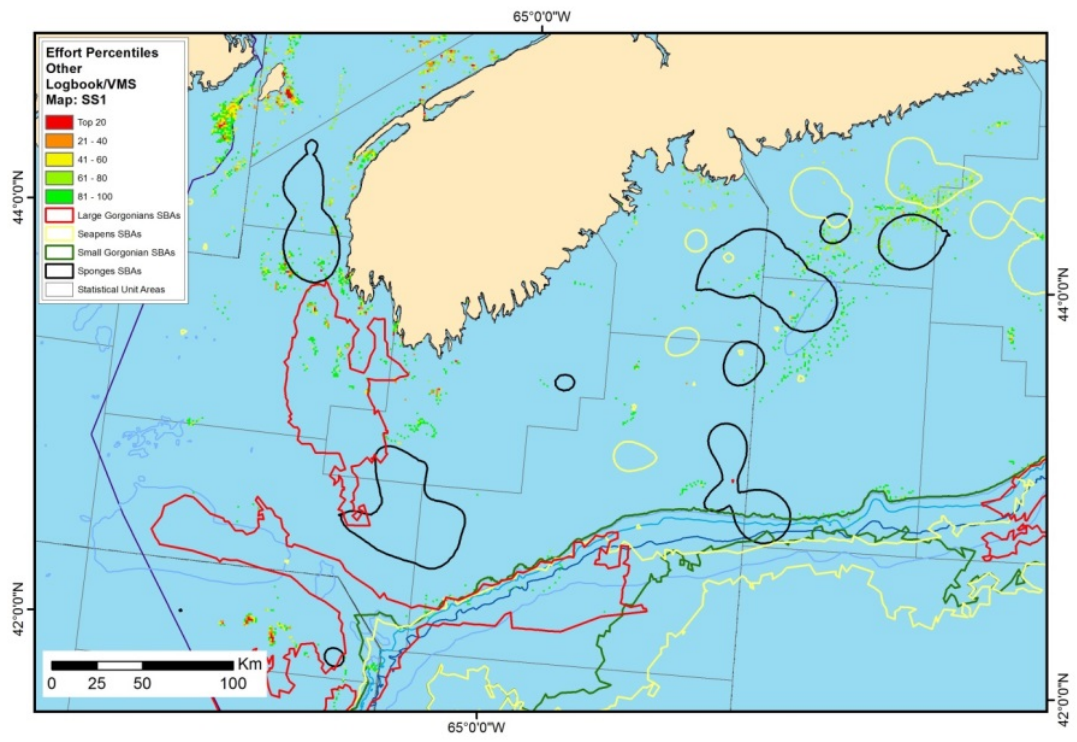 65°0'0"W
Effort Percentiles
Other
Logbook/VMS
Map: SS1
Top 20
21 - 40
41 - 60
61 - 80
81 - 100
Large Gorgonians SBAs
Seapens SBAs
Small Gorgonian SBAs
Sponges SBAs
Statistical Unit Areas
44°0'0"N
44°0'0"N
42°0'0"N
42°0'0"N
Km
0 25 50 100
65°0'0"W